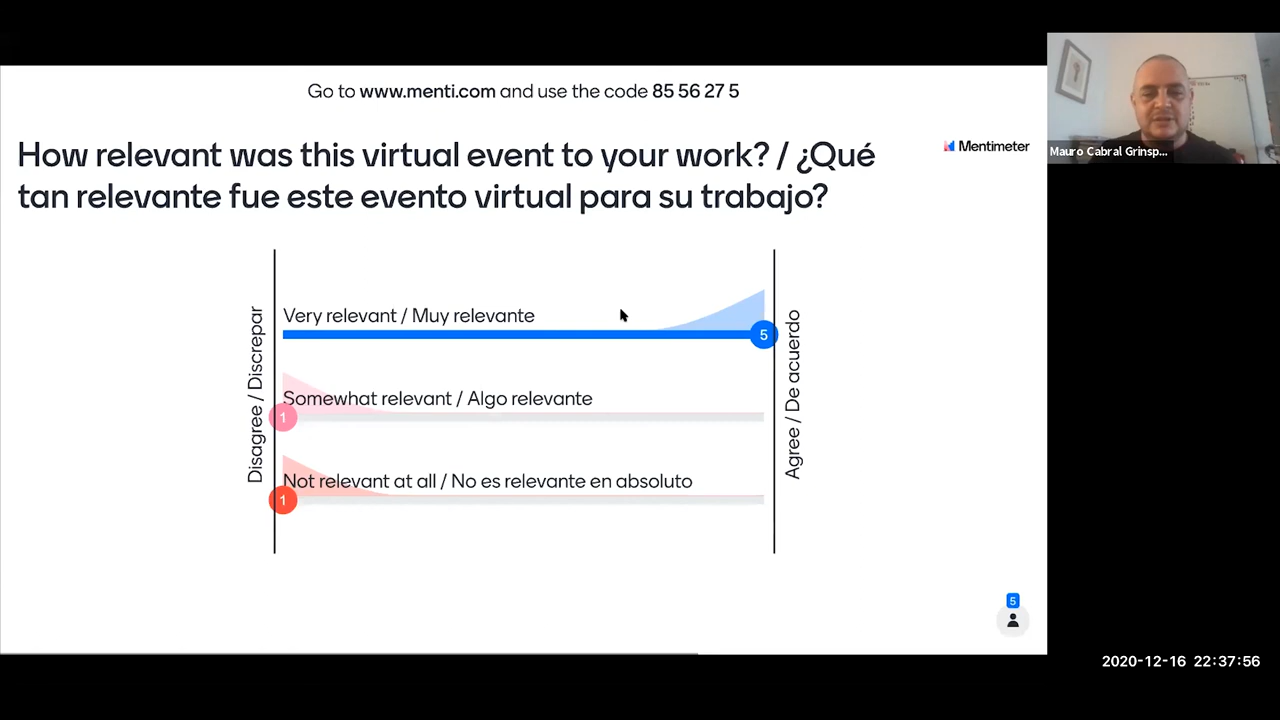 Go to www.menti.com and use the code 85 56 27 5
How relevant was this virtual event to your work? / ¿Qué
tan relevante fue este evento virtual para su trabajo?
Mentimeter
Mauro Cabral Grinsp...
Disagree / Discrepar
Very relevant / Muy relevante
5
Somewhat relevant / Algo relevante
1
Not relevant at all / No es relevante en absoluto
1
Agree / De acuerdo
5
2020-12-16 22:37:56